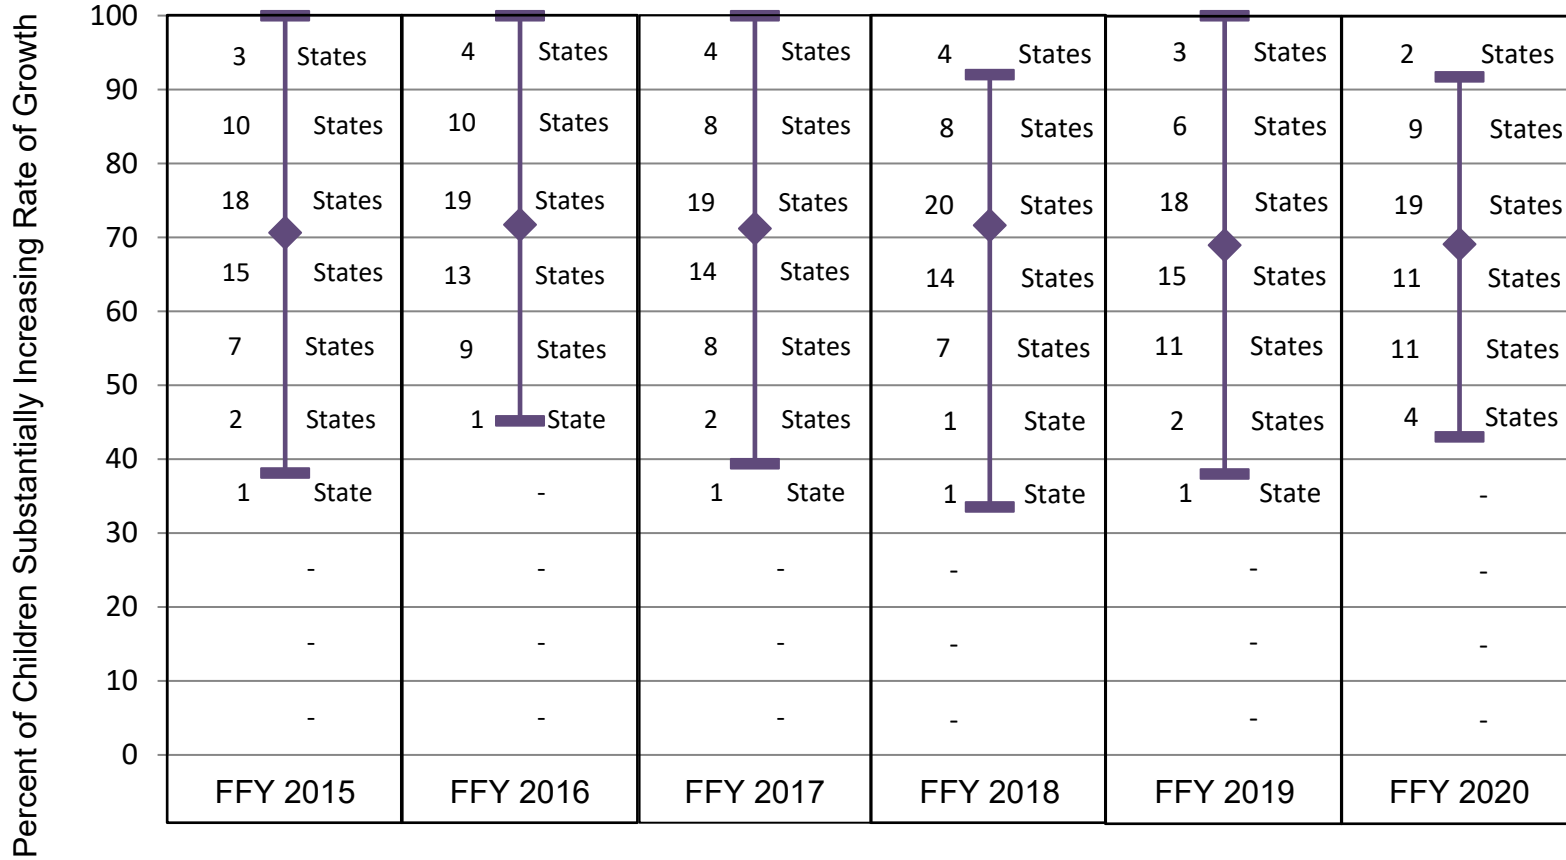 Percent of Children Substantially Increasing Rate of Growth
100
3 States 4 States 4 States 4 States 3 States 2 States
90
10 States 10 States 8 States 8 States 6 States 9 States
80
18 States 19 States 19 States 20 States 18 States 19 States
70
15 States 13 States 14 States 14 States 15 States 11 States
60
7 States 9 States 8 States 7 States 11 States 11 States
50
2 States 1 State 2 States 1 State 2 States 4 States
40
1 State - 1 State 1 State 1 State -
30
- - - - - -
20
- - - - - -
10
- - - - - -
0
FFY 2015 FFY 2016 FFY 2017 FFY 2018 FFY 2019 FFY 2020